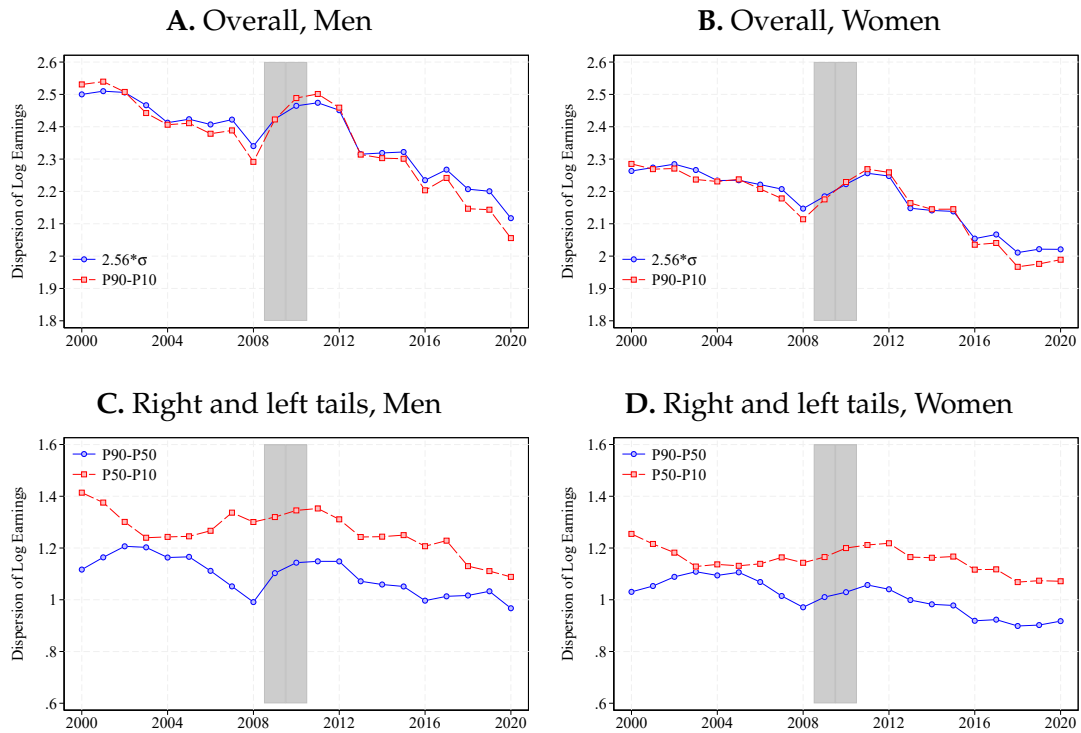 A. Overall, Men
Dispersion of Log Earnings
2.6
2.5
2.4
2.3
2.2
2.1
2
1.9
1.8
2.56*σ
P90-P10
2000 2004 2008 2012 2016 2020
B. Overall, Women
Dispersion of Log Earnings
2.6
2.5
2.4
2.3
2.2
2.1
2
1.9
1.8
2.56*σ
P90-P10
2000 2004 2008 2012 2016 2020
C. Right and left tails, Men
Dispersion of Log Earnings
1.6
1.4
1.2
1
.8
.6
P90-P50
P50-P10
2000 2004 2008 2012 2016 2020
D. Right and left tails, Women
Dispersion of Log Earnings
1.6
1.4
1.2
1
.8
.6
P90-P50
P50-P10
2000 2004 2008 2012 2016 2020